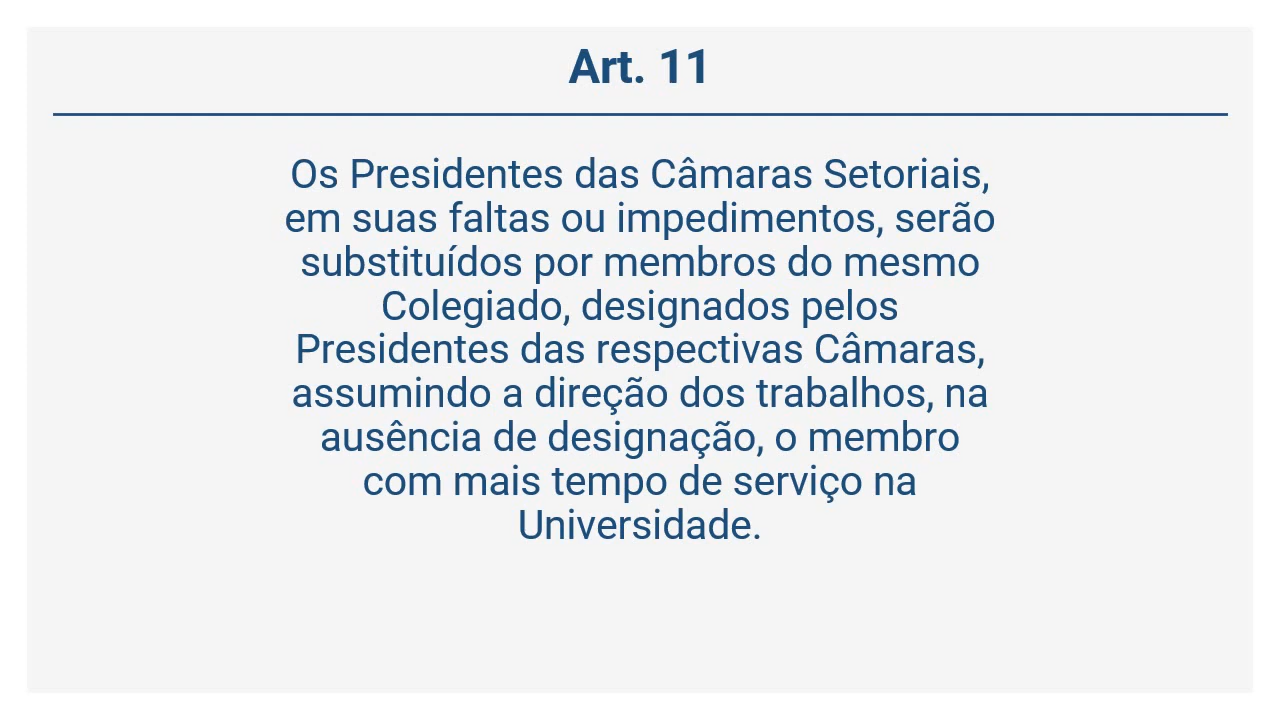 Art. 11
Os Presidentes das Câmaras Setoriais,
em suas faltas ou impedimentos, serão
substituídos por membros do mesmo
Colegiado, designados pelos
Presidentes das respectivas Câmaras,
assumindo a direção dos trabalhos, na
ausência de designação, o membro
com mais tempo de serviço na
Universidade.